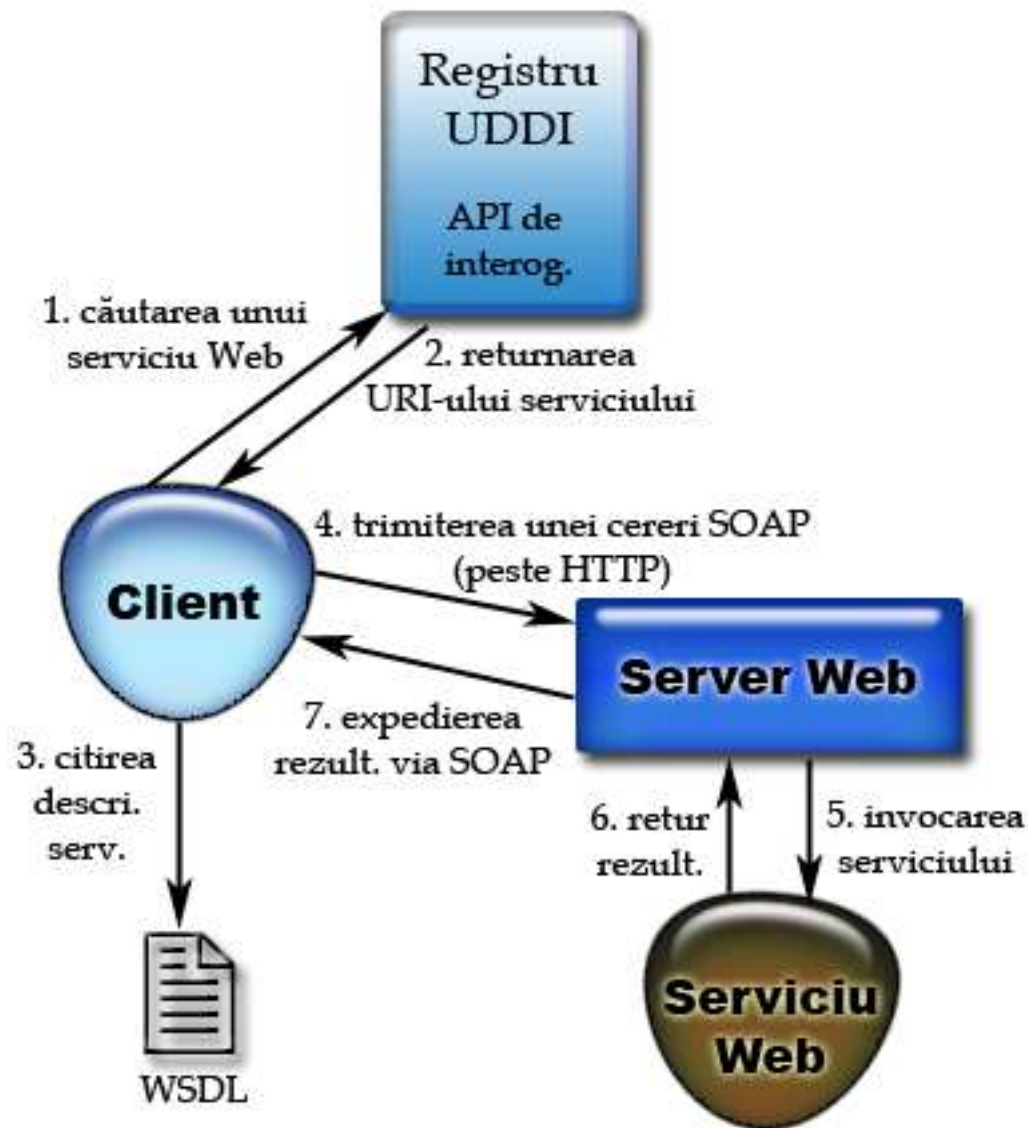 Registru
UDDI
API de
interog.
1. căutarea unui
serviciu Web
2. returnarea
URI-ului serviciului
4. trimiterea unei cereri SOAP
(peste HTTP)
Client
Server Web
7. expedierea
rezult. via SOAP
3. citirea
descri.
serv.
6. retur
rezult.
5. invocarea
serviciului
WSDL
Serviciu
Web